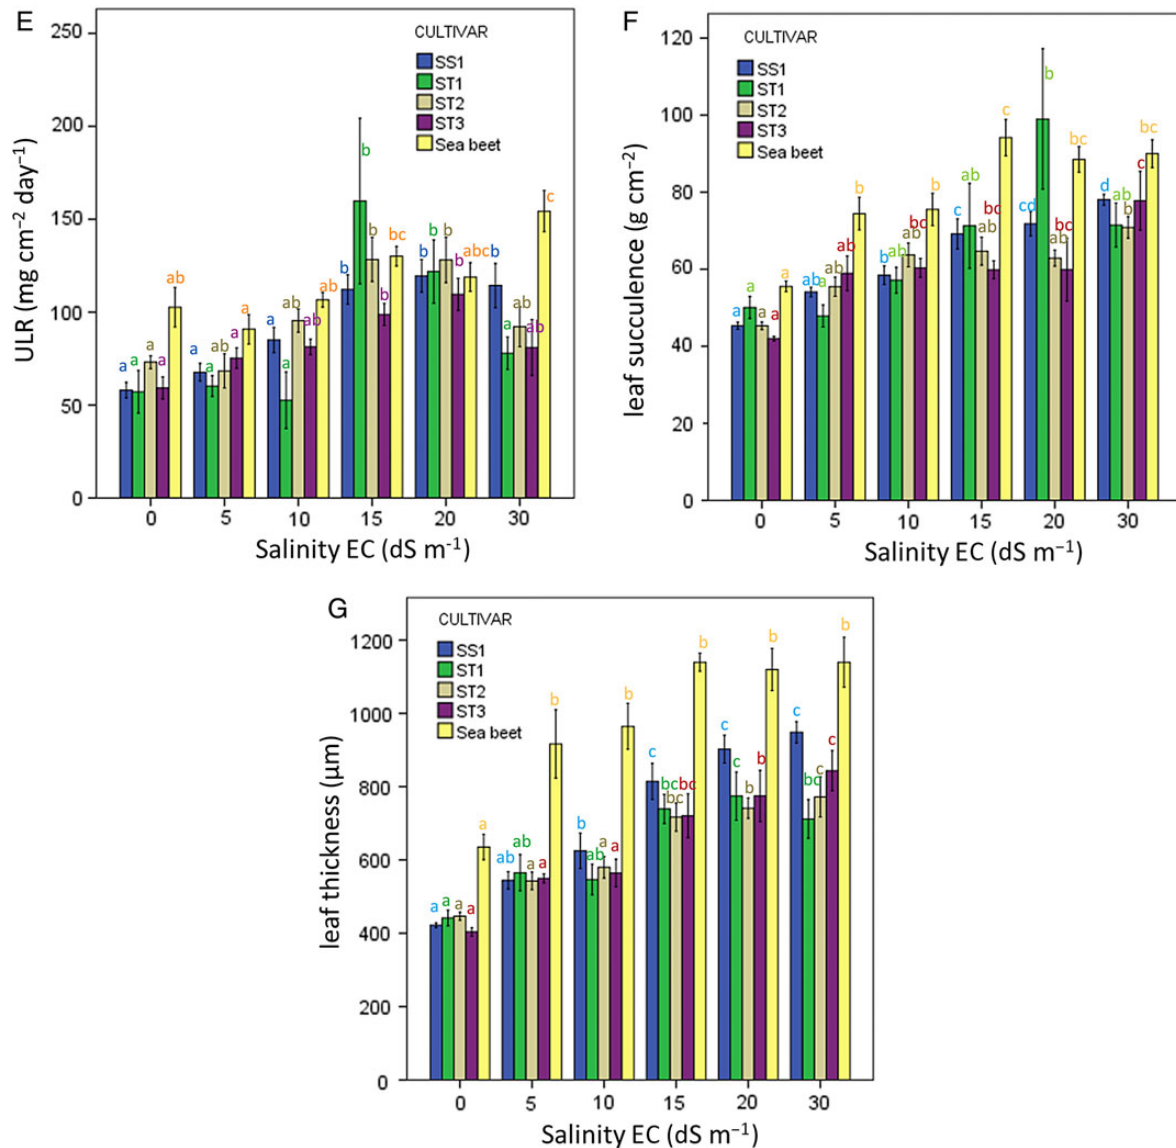 E
CULTIVAR
SS1
ST1
ST2
ST3
Sea beet
ULR (mg cm⁻² day⁻¹)
250
200
150
100
50
0
a a a a ab
a a ab a a
a a ab ab ab
b b b b bc
b b b b abc
b a ab ab c
0 5 10 15 20 30
Salinity EC (dS m⁻¹)
F
CULTIVAR
SS1
ST1
ST2
ST3
Sea beet
leaf succulence (g cm⁻²)
120
100
80
60
40
20
0
a a a a a
ab a ab ab b
b ab ab bc b
c ab ab bc c
cd b ab bc bc
d ab b c bc
0 5 10 15 20 30
Salinity EC (dS m⁻¹)
G
CULTIVAR
SS1
ST1
ST2
ST3
Sea beet
leaf thickness (µm)
1200
1000
800
600
400
200
0
a a a a a
ab ab a a b
b ab a a b
c bc bc bc b
c c b b b
c bc c c b
0 5 10 15 20 30
Salinity EC (dS m⁻¹)